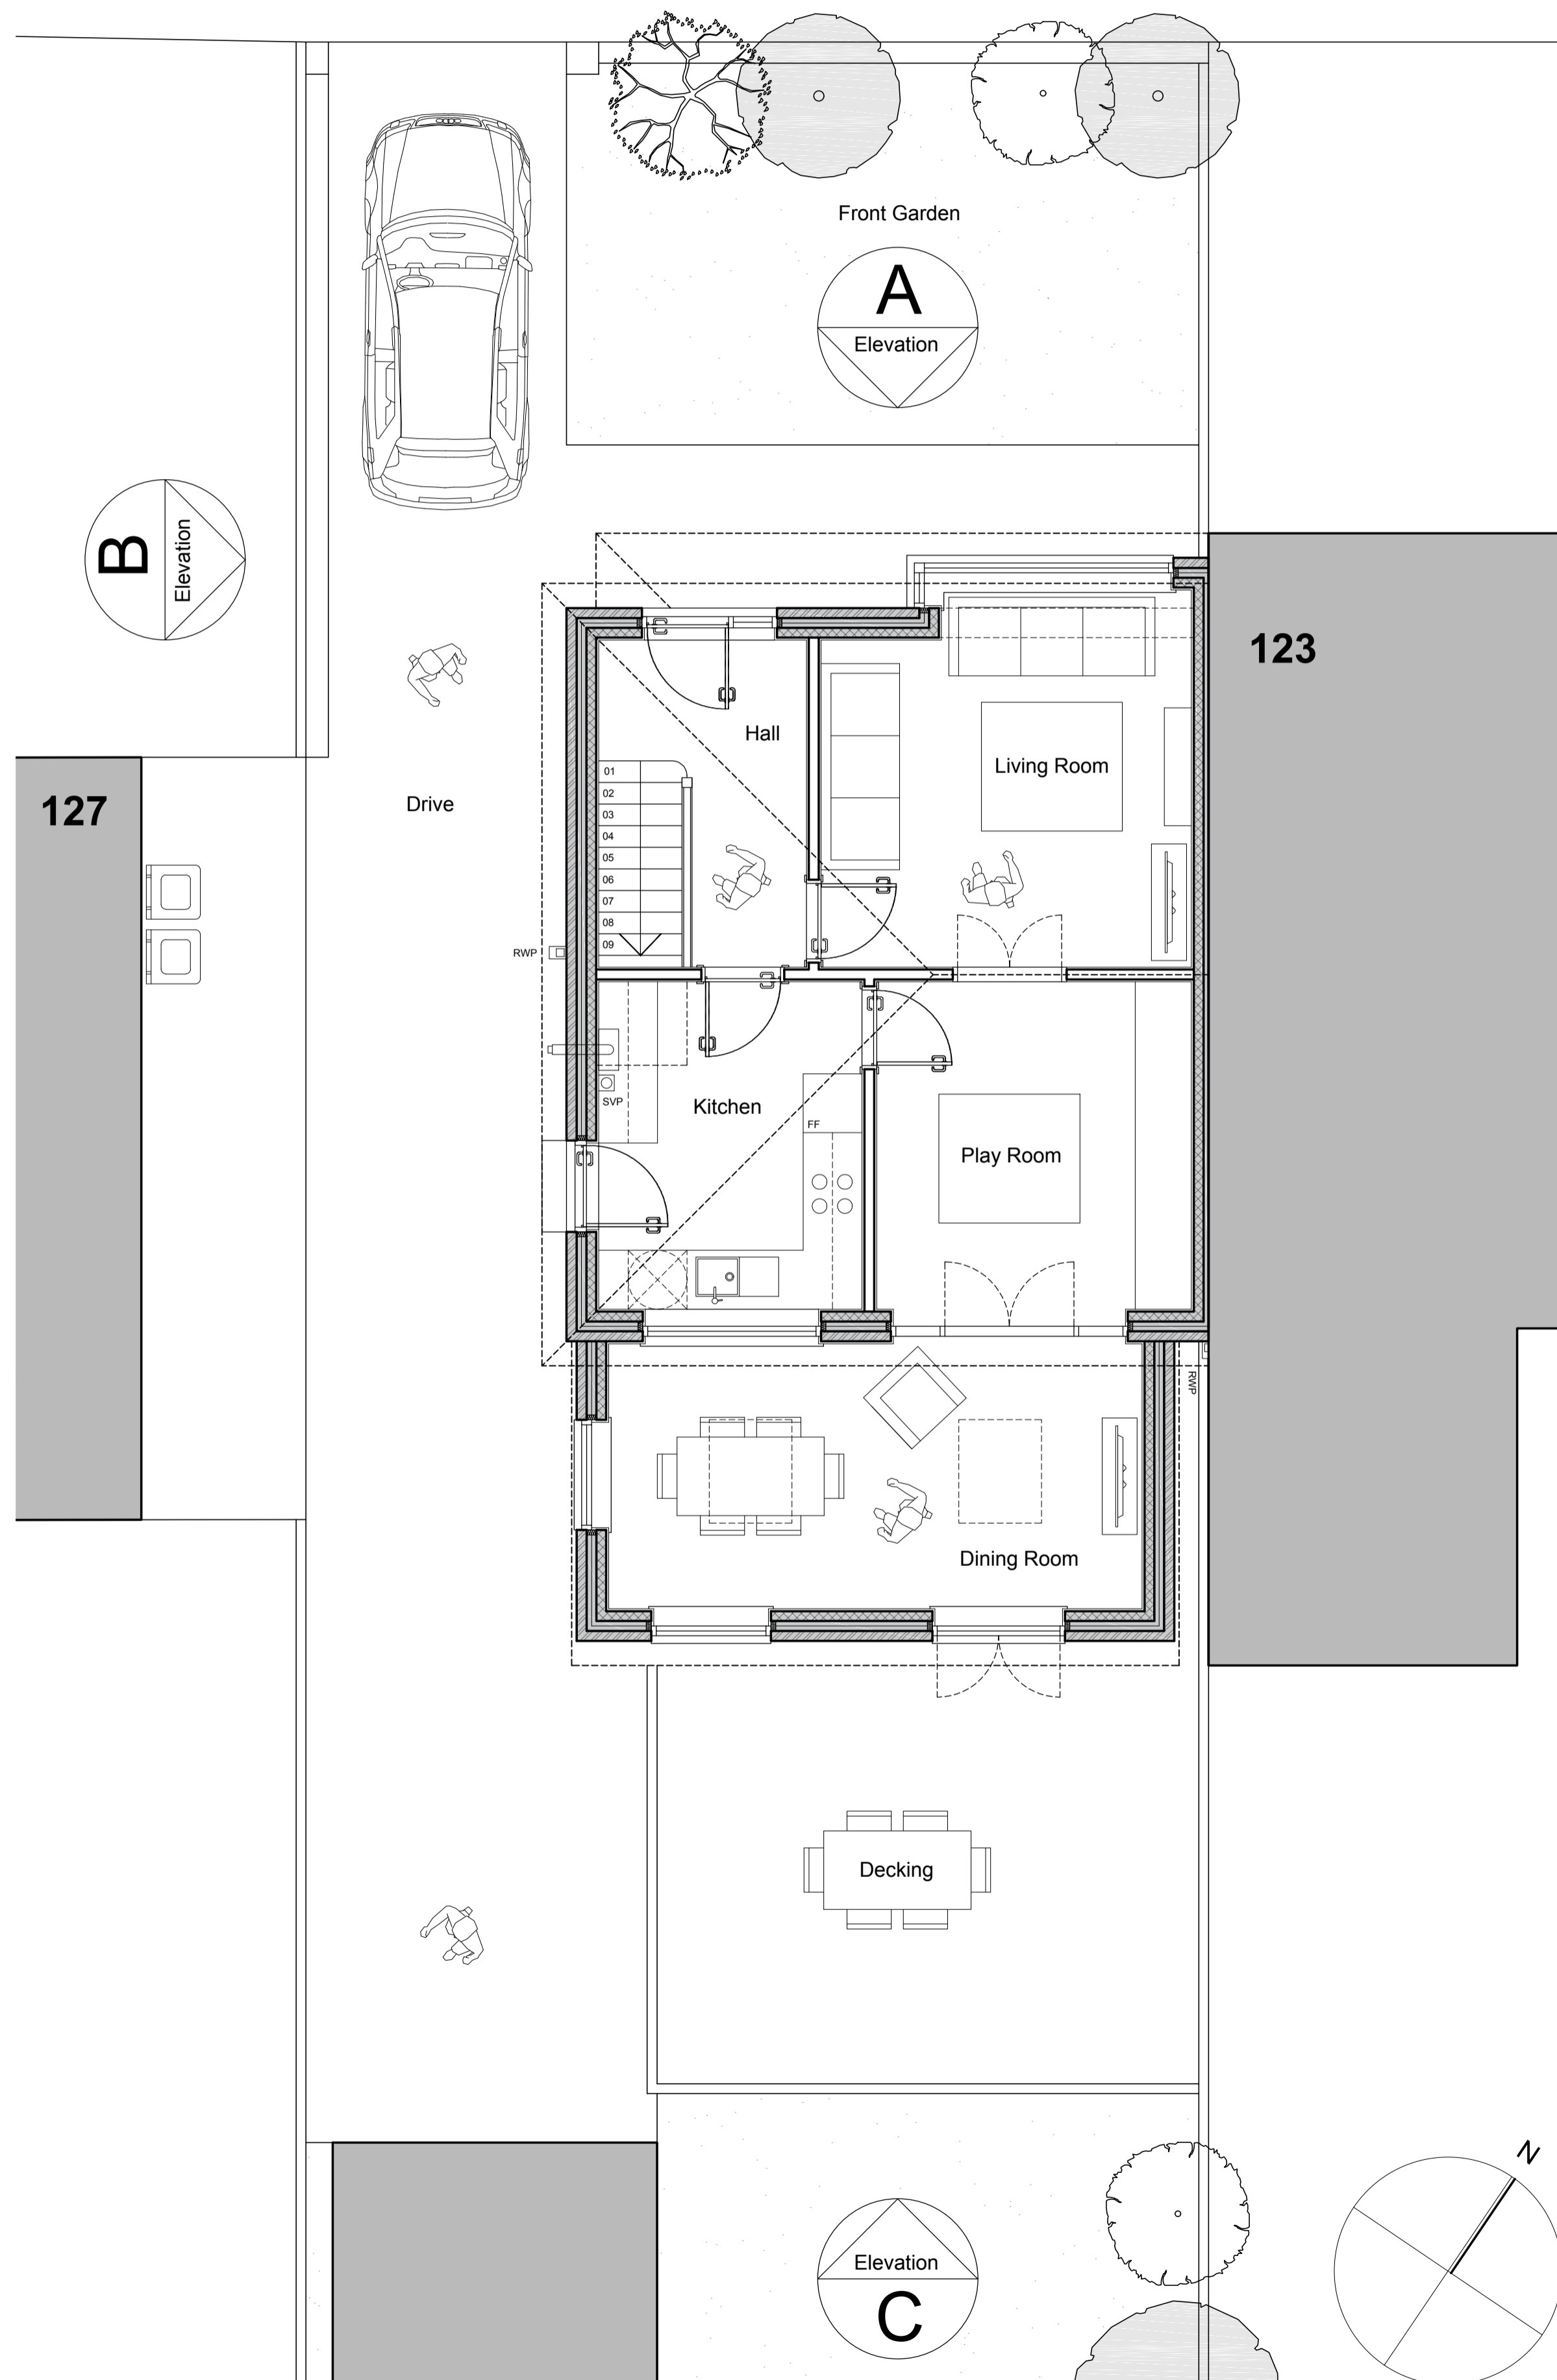 Front Garden
A
Elevation
B
Elevation
123
Hall
Living Room
01
02
03
04
05
06
07
08
09
127
Drive
RWP
SVP
Kitchen
FF
Play Room
RWP
Dining Room
Decking
N
Elevation
C